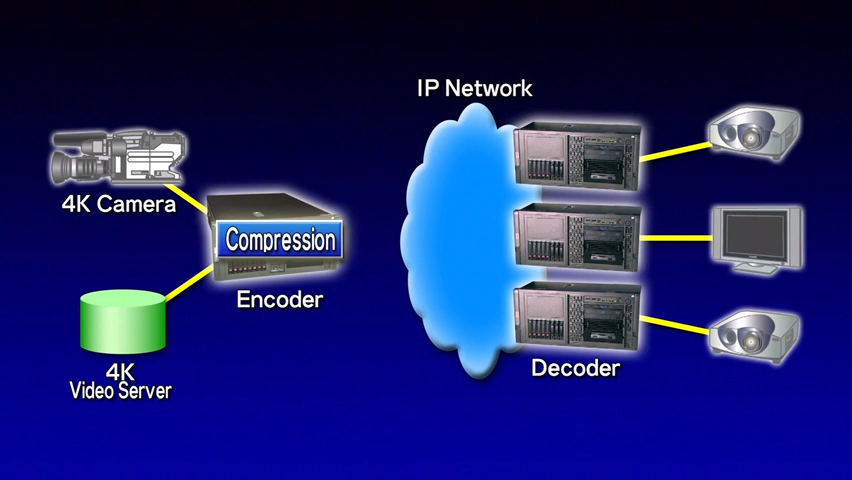 IP Network
4K Camera
Compression
Encoder
4K
Video Server
Decoder